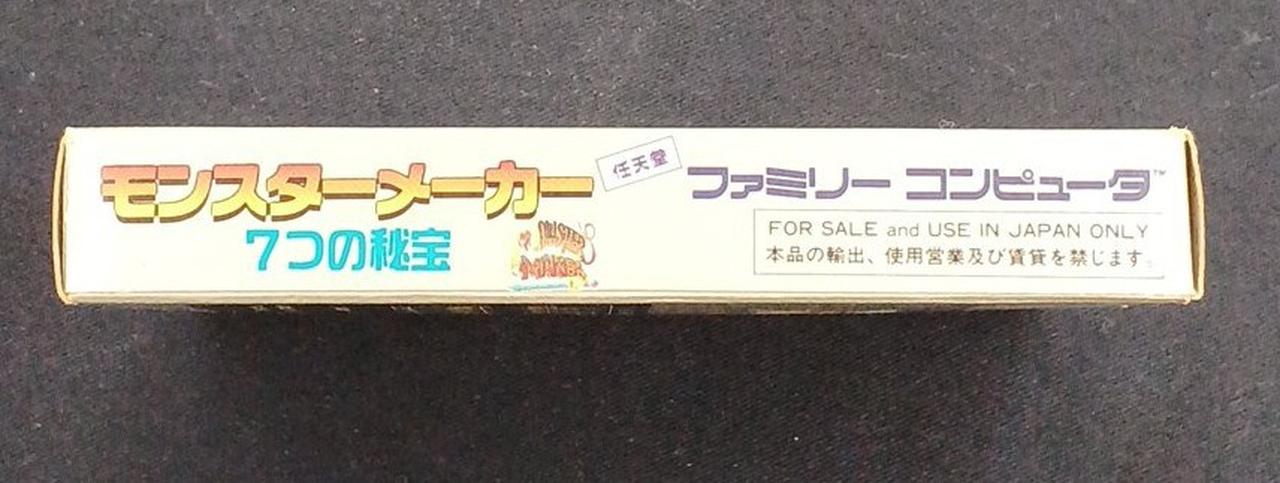 モンスターメーカー
7つの秘宝
任天堂
ファミリー コンピュータ™
FOR SALE and USE IN JAPAN ONLY
本品の輸出、使用営業及び賃貸を禁じます。